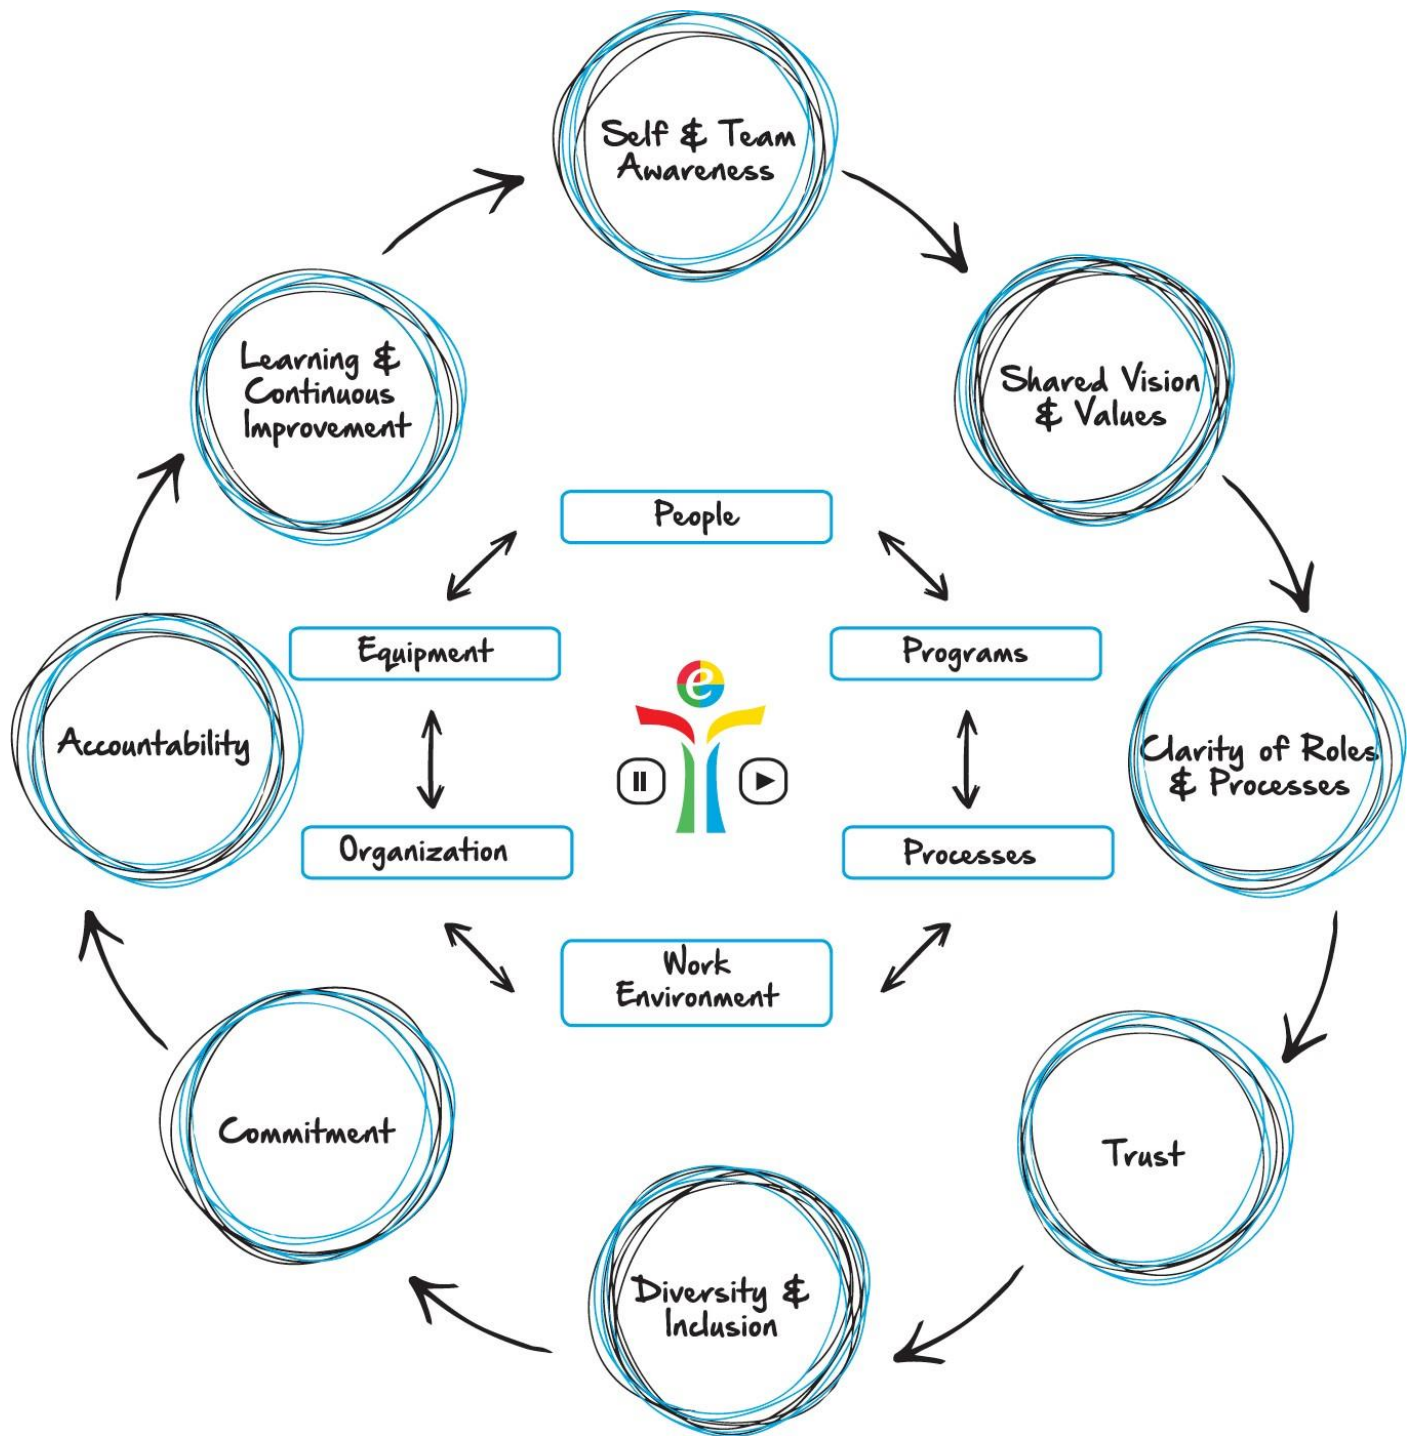 Self & Team
Awareness
Shared Vision
& Values
Clarity of Roles
& Processes
Trust
Diversity &
Inclusion
Commitment
Accountability
Learning &
Continuous
Improvement
People
Programs
Processes
Work
Environment
Organization
Equipment
e